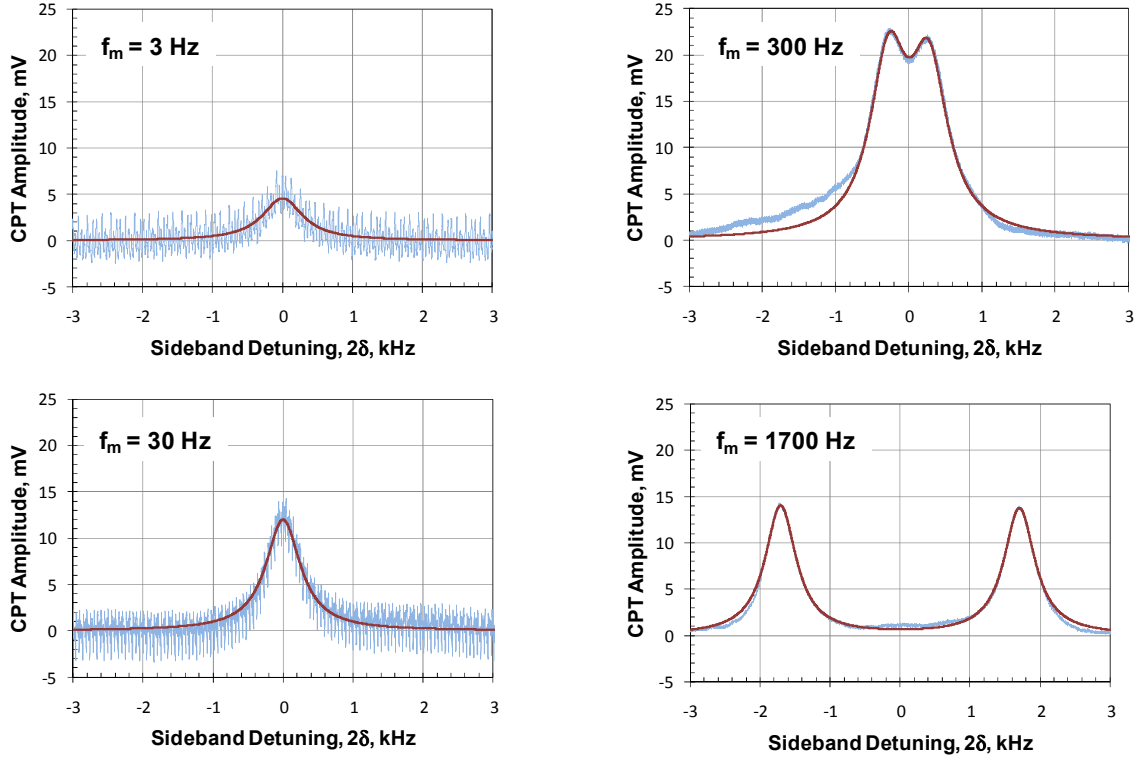 f_m = 3 Hz
CPT Amplitude, mV
25
20
15
10
5
0
-5
-3 -2 -1 0 1 2 3
Sideband Detuning, 2δ, kHz
f_m = 300 Hz
CPT Amplitude, mV
25
20
15
10
5
0
-5
-3 -2 -1 0 1 2 3
Sideband Detuning, 2δ, kHz
f_m = 30 Hz
CPT Amplitude, mV
25
20
15
10
5
0
-5
-3 -2 -1 0 1 2 3
Sideband Detuning, 2δ, kHz
f_m = 1700 Hz
CPT Amplitude, mV
25
20
15
10
5
0
-5
-3 -2 -1 0 1 2 3
Sideband Detuning, 2δ, kHz